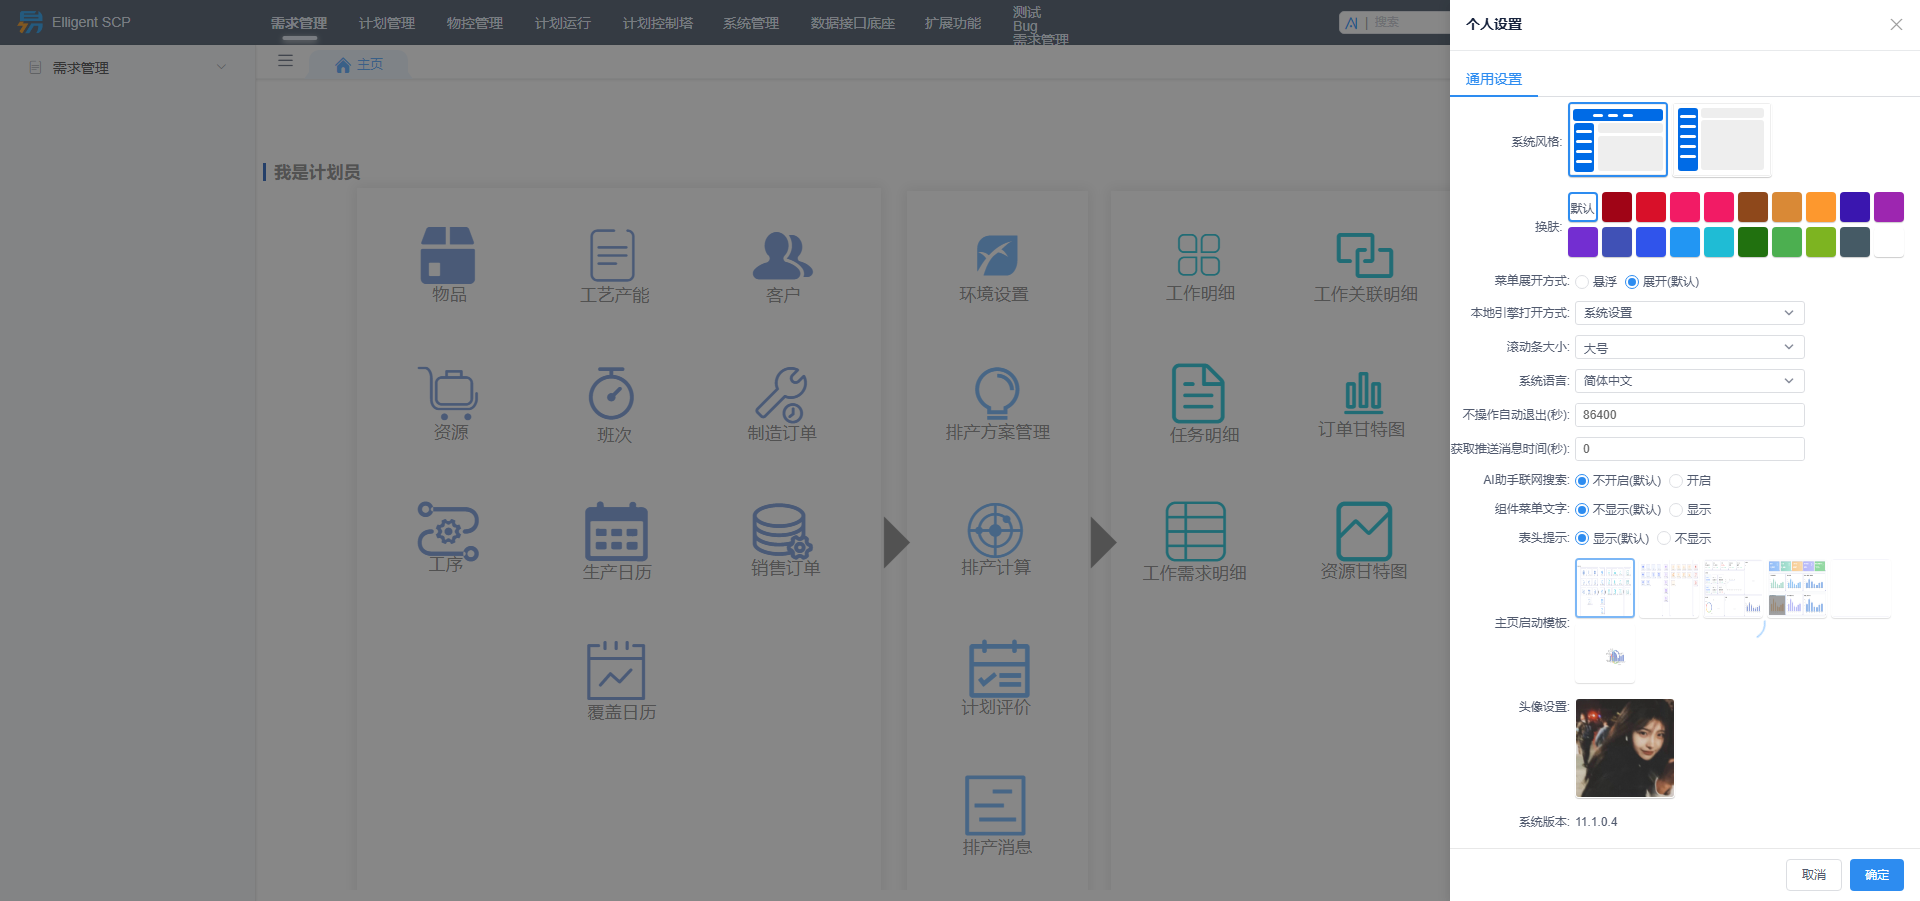 Elligent SCP
需求管理
计划管理
物控管理
计划运行
计划控制塔
系统管理
数据接口底座
扩展功能
测试
Bug
需求管理
AI | 搜索
需求管理
主页
我是计划员
物品
工艺产能
客户
环境设置
工作明细
工作关联明细
资源
班次
制造订单
排产方案管理
任务明细
订单甘特图
工序
生产日历
销售订单
排产计算
工作需求明细
资源甘特图
覆盖日历
计划评价
排产消息
个人设置
通用设置
系统风格:
换肤:
默认
菜单展开方式: 悬浮 展开(默认)
本地引擎打开方式: 系统设置
滚动条大小: 大号
系统语言: 简体中文
不操作自动退出(秒): 86400
获取推送消息时间(秒): 0
AI助手联网搜索: 不开启(默认) 开启
组件菜单文字: 不显示(默认) 显示
表头提示: 显示(默认) 不显示
主页启动模板:
头像设置:
系统版本: 11.1.0.4
取消
确定